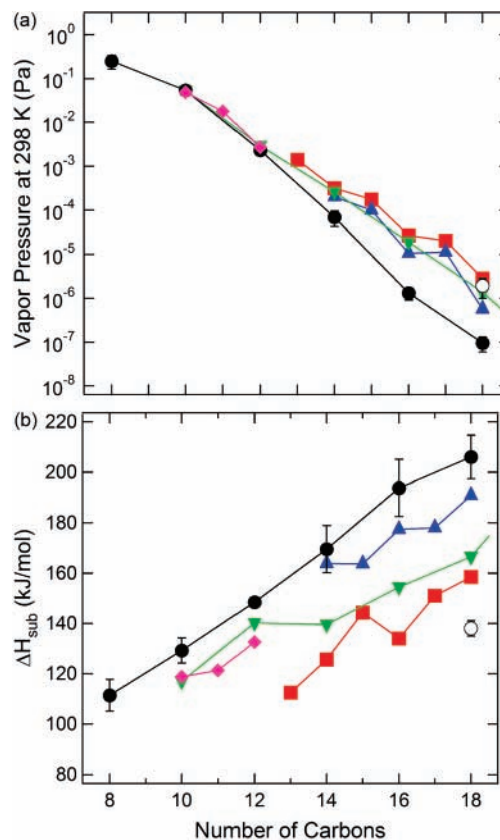 (a)
Vapor Pressure at 298 K (Pa)
10⁰
10⁻¹
10⁻²
10⁻³
10⁻⁴
10⁻⁵
10⁻⁶
10⁻⁷
10⁻⁸
(b)
ΔH_sub (kJ/mol)
220
200
180
160
140
120
100
80
8 10 12 14 16 18
Number of Carbons